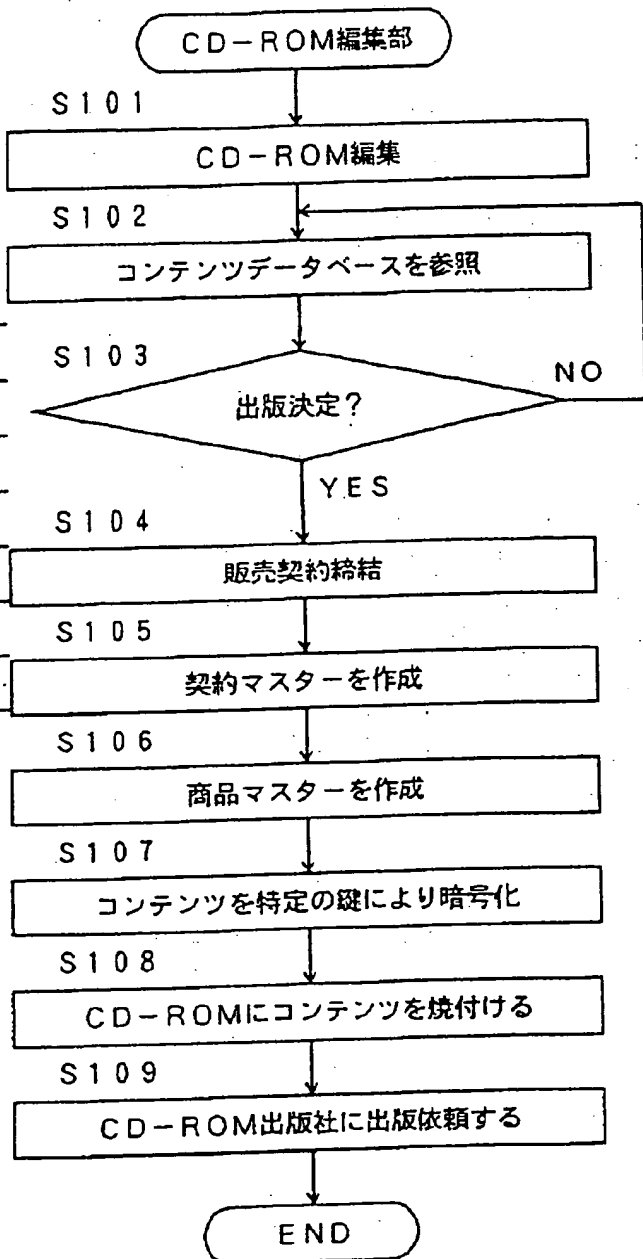 CD-ROM編集部
S101
CD-ROM編集
S102
コンテンツデータベースを参照
S103
出版決定?
NO
YES
S104
販売契約締結
S105
契約マスターを作成
S106
商品マスターを作成
S107
コンテンツを特定の鍵により暗号化
S108
CD-ROMにコンテンツを焼付ける
S109
CD-ROM出版社に出版依頼する
END